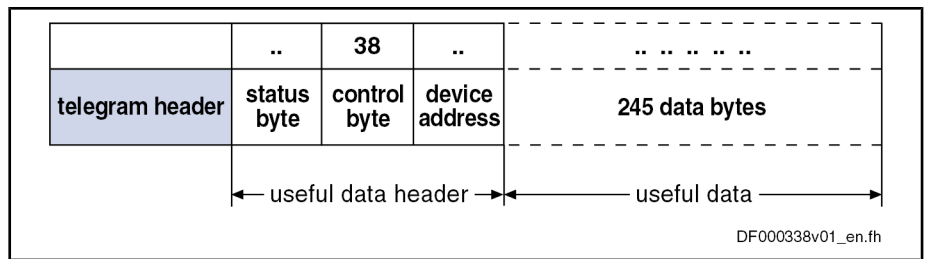 .. 38 .. .. .. .. .. ..
telegram header
status byte
control byte
device address
245 data bytes
useful data header
useful data
DF000338v01_en.fh